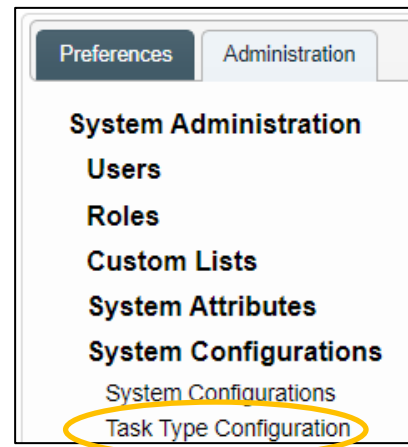 Preferences Administration
System Administration
Users
Roles
Custom Lists
System Attributes
System Configurations
System Configurations
Task Type Configuration